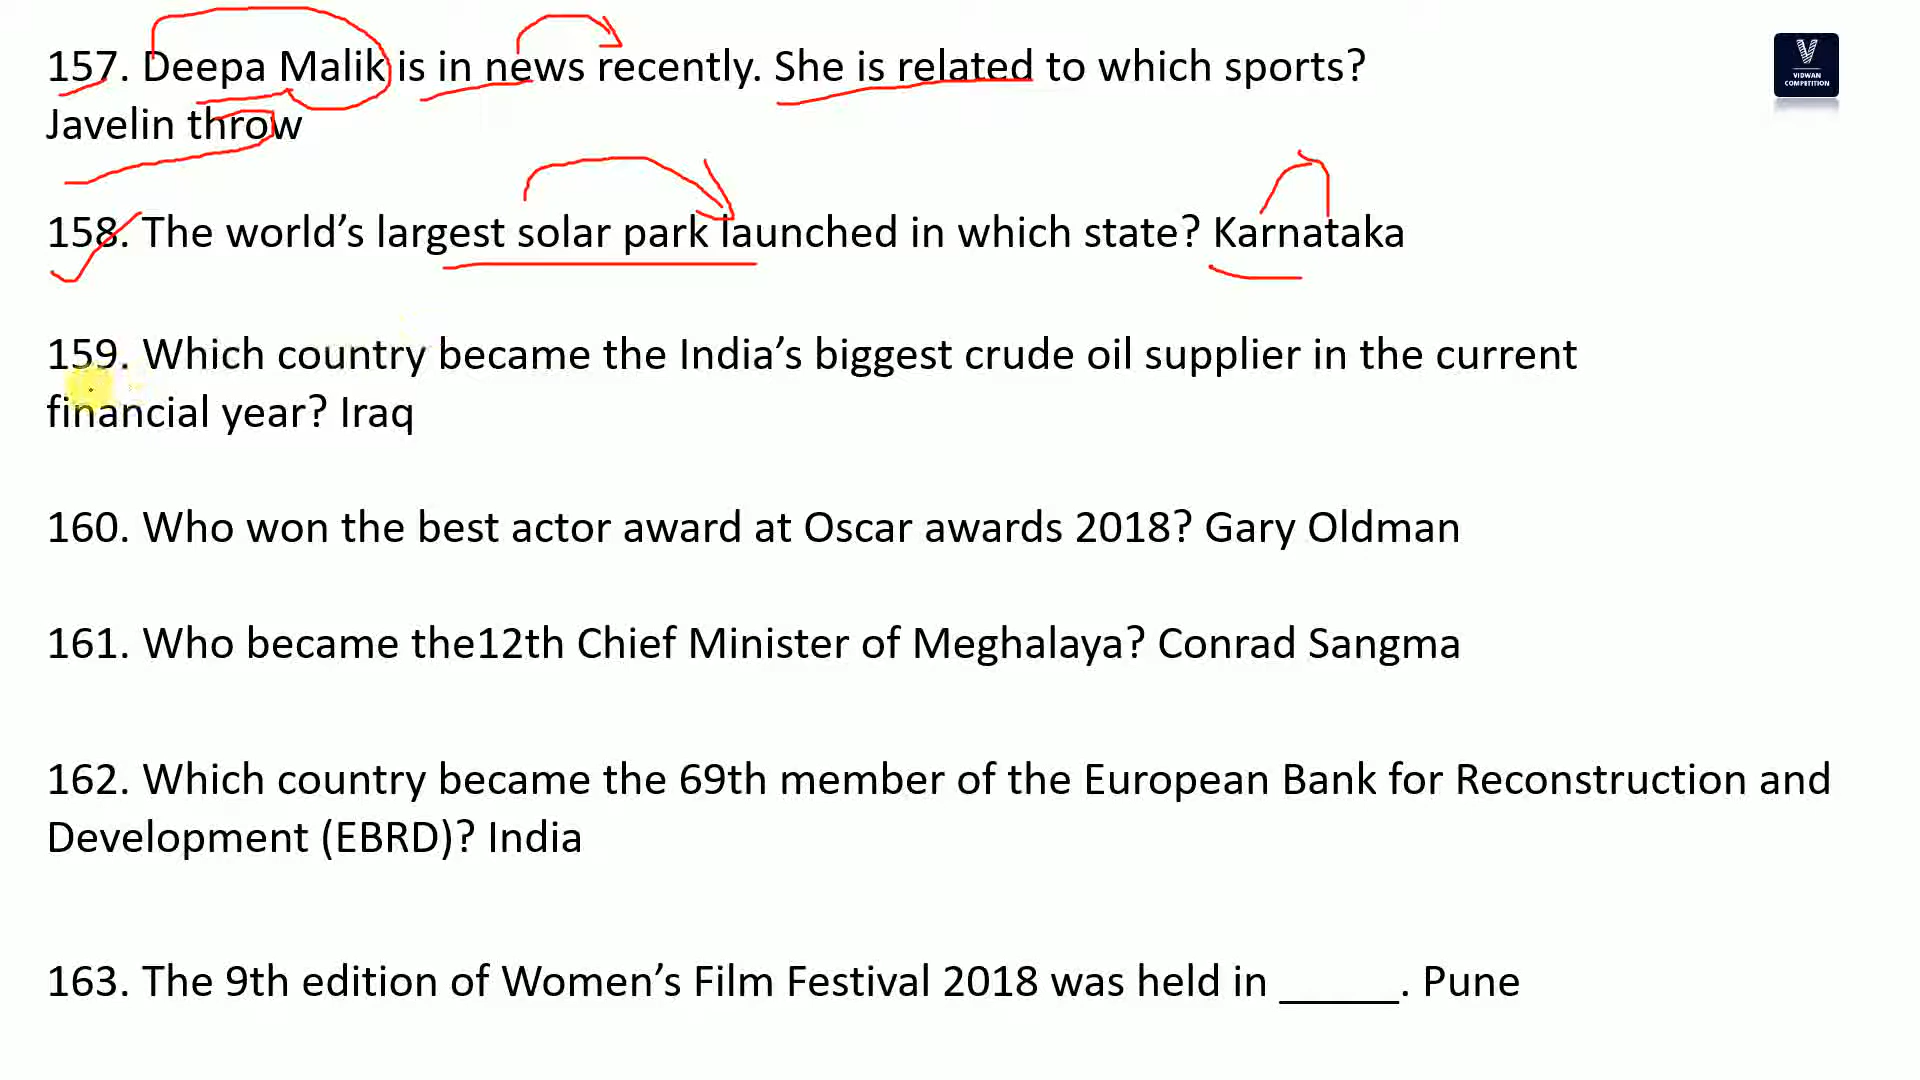 157. Deepa Malik is in news recently. She is related to which sports?
Javelin throw
158. The world’s largest solar park launched in which state? Karnataka
159. Which country became the India’s biggest crude oil supplier in the current
financial year? Iraq
160. Who won the best actor award at Oscar awards 2018? Gary Oldman
161. Who became the12th Chief Minister of Meghalaya? Conrad Sangma
162. Which country became the 69th member of the European Bank for Reconstruction and
Development (EBRD)? India
163. The 9th edition of Women’s Film Festival 2018 was held in _____. Pune
VIDWAN
COMPETITION